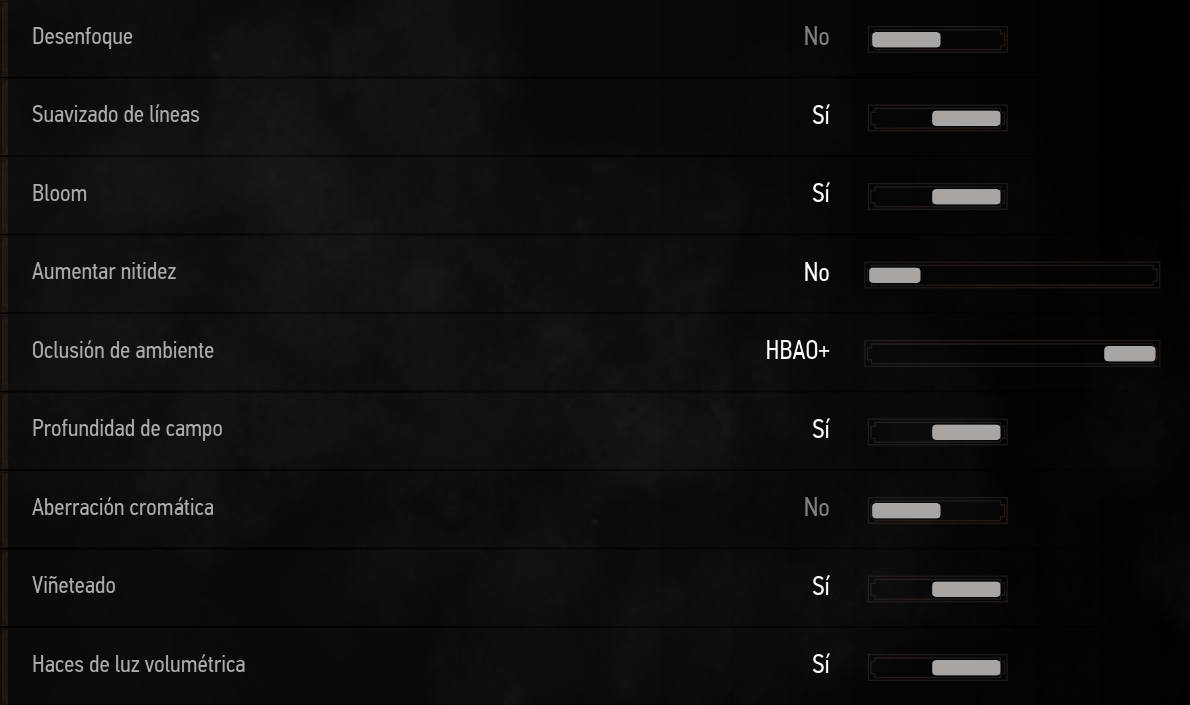 Desenfoque No
Suavizado de líneas Sí
Bloom Sí
Aumentar nitidez No
Oclusión de ambiente HBAO+
Profundidad de campo Sí
Aberración cromática No
Viñeteado Sí
Haces de luz volumétrica Sí